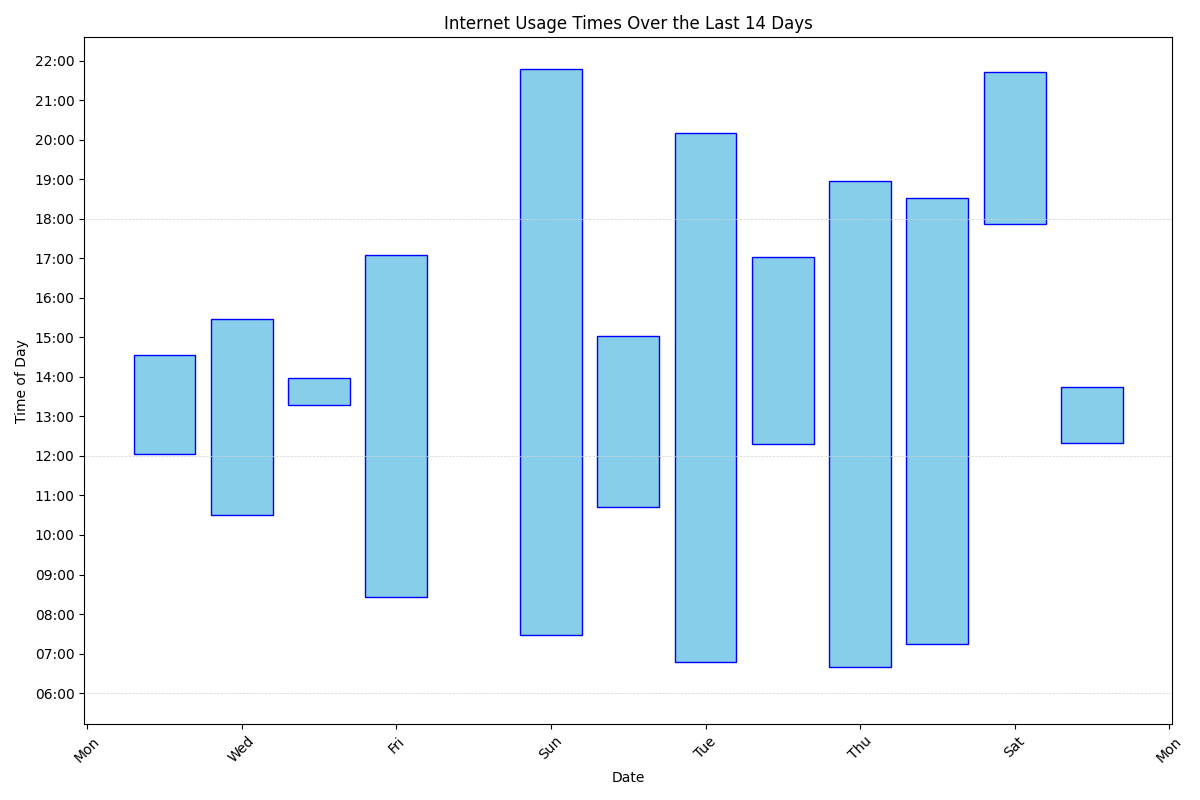 Internet Usage Times Over the Last 14 Days
22:00
21:00
20:00
19:00
18:00
17:00
16:00
15:00
14:00
13:00
12:00
11:00
10:00
09:00
08:00
07:00
06:00
Time of Day
Mon
Wed
Fri
Sun
Tue
Thu
Sat
Mon
Date